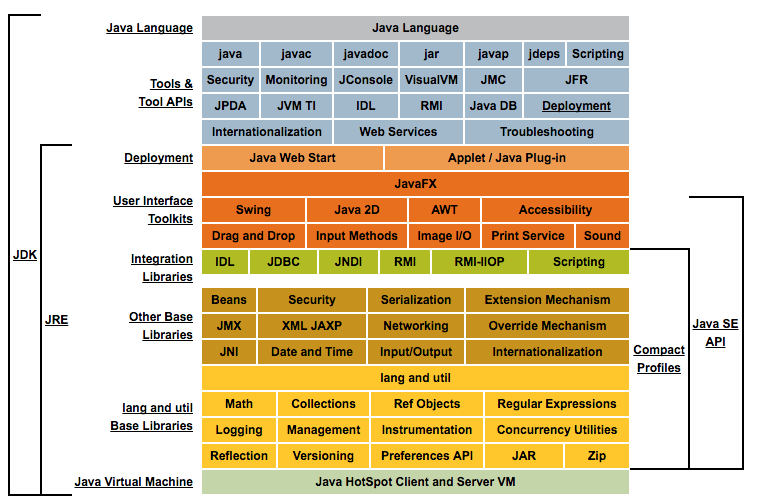 Java Language Java Language
java javac javadoc jar javap jdeps Scripting
Tools & Tool APIs
Security Monitoring JConsole VisualVM JMC JFR
JPDA JVM TI IDL RMI Java DB Deployment
Internationalization Web Services Troubleshooting
Deployment Java Web Start Applet / Java Plug-in
JavaFX
User Interface Toolkits
Swing Java 2D AWT Accessibility
Drag and Drop Input Methods Image I/O Print Service Sound
Integration Libraries
IDL JDBC JNDI RMI RMI-IIOP Scripting
JDK
JRE
Other Base Libraries
Beans Security Serialization Extension Mechanism
JMX XML JAXP Networking Override Mechanism
JNI Date and Time Input/Output Internationalization
Java SE API
Compact Profiles
lang and util
lang and util Base Libraries
Math Collections Ref Objects Regular Expressions
Logging Management Instrumentation Concurrency Utilities
Reflection Versioning Preferences API JAR Zip
Java Virtual Machine Java HotSpot Client and Server VM